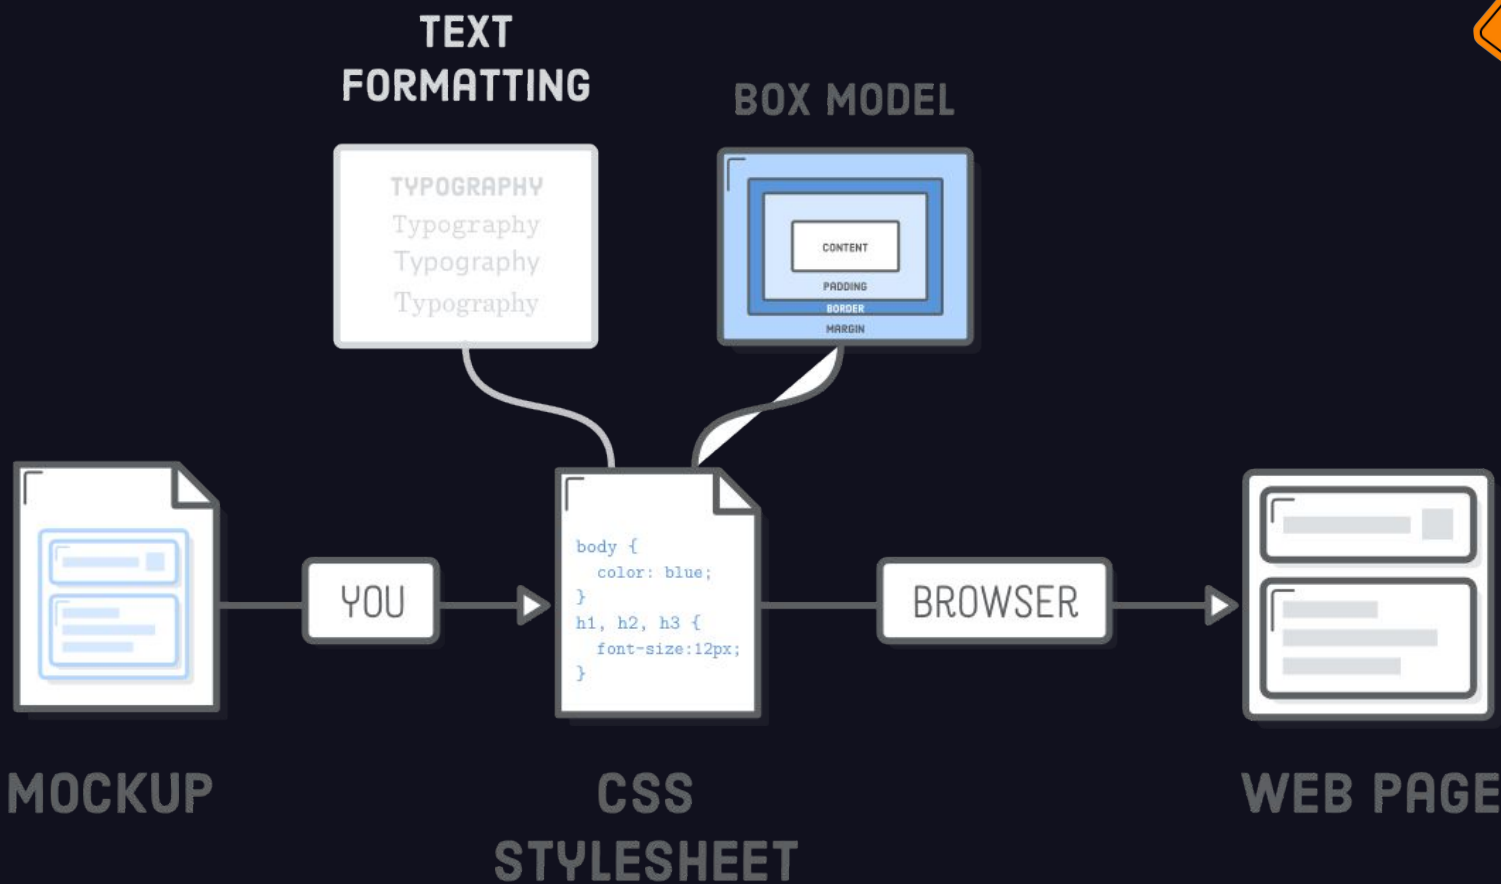 TEXT
FORMATTING
BOX MODEL
TYPOGRAPHY
Typography
Typography
Typography
CONTENT
PADDING
BORDER
MARGIN
body {
color: blue;
}
h1, h2, h3 {
font-size:12px;
}
YOU
BROWSER
MOCKUP
CSS
STYLESHEET
WEB PAGE